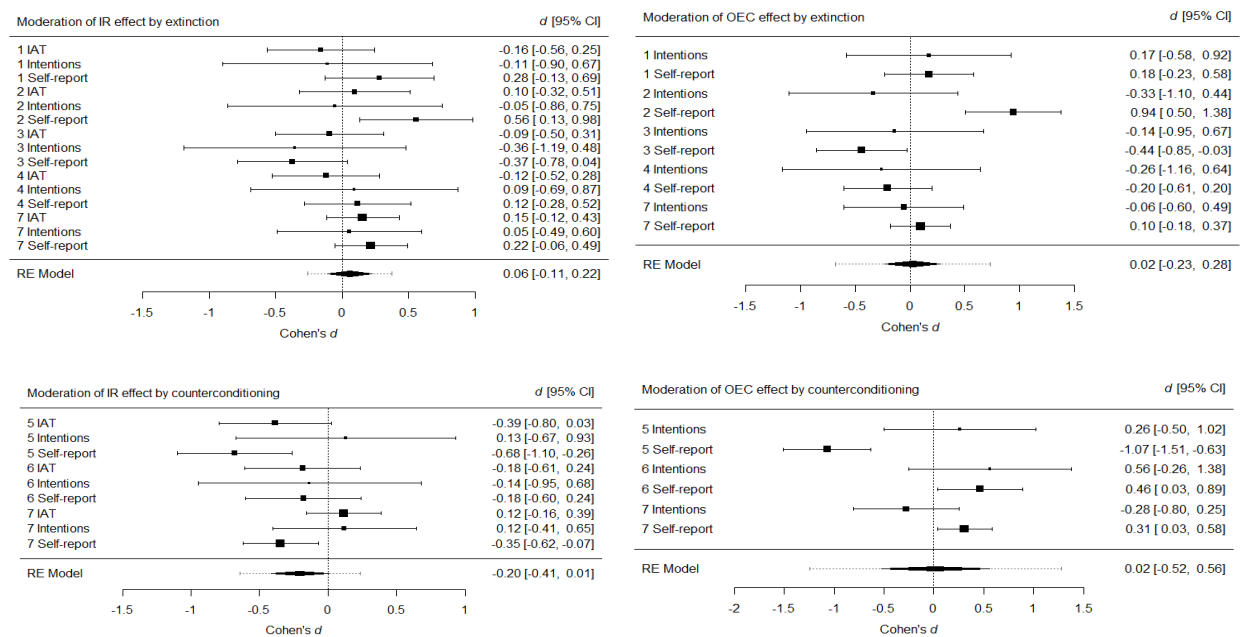 Moderation of IR effect by extinction d [95% CI]
1 IAT -0.16 [-0.56, 0.25]
1 Intentions -0.11 [-0.90, 0.67]
1 Self-report 0.28 [-0.13, 0.69]
2 IAT 0.10 [-0.32, 0.51]
2 Intentions -0.05 [-0.86, 0.75]
2 Self-report 0.56 [0.13, 0.98]
3 IAT -0.09 [-0.50, 0.31]
3 Intentions -0.36 [-1.19, 0.48]
3 Self-report -0.37 [-0.78, 0.04]
4 IAT -0.12 [-0.52, 0.28]
4 Intentions 0.09 [-0.69, 0.87]
4 Self-report 0.12 [-0.28, 0.52]
7 IAT 0.15 [-0.12, 0.43]
7 Intentions 0.05 [-0.49, 0.60]
7 Self-report 0.22 [-0.06, 0.49]
RE Model 0.06 [-0.11, 0.22]
-1.5 -1 -0.5 0 0.5 1
Cohen's d
Moderation of OEC effect by extinction d [95% CI]
1 Intentions 0.17 [-0.58, 0.92]
1 Self-report 0.18 [-0.23, 0.58]
2 Intentions -0.33 [-1.10, 0.44]
2 Self-report 0.94 [0.50, 1.38]
3 Intentions -0.14 [-0.95, 0.67]
3 Self-report -0.44 [-0.85, -0.03]
4 Intentions -0.26 [-1.16, 0.64]
4 Self-report -0.20 [-0.61, 0.20]
7 Intentions -0.06 [-0.60, 0.49]
7 Self-report 0.10 [-0.18, 0.37]
RE Model 0.02 [-0.23, 0.28]
-1.5 -1 -0.5 0 0.5 1 1.5
Cohen's d
Moderation of IR effect by counterconditioning d [95% CI]
5 IAT -0.39 [-0.80, 0.03]
5 Intentions 0.13 [-0.67, 0.93]
5 Self-report -0.68 [-1.10, -0.26]
6 IAT -0.18 [-0.61, 0.24]
6 Intentions -0.14 [-0.95, 0.68]
6 Self-report -0.18 [-0.60, 0.24]
7 IAT 0.12 [-0.16, 0.39]
7 Intentions 0.12 [-0.41, 0.65]
7 Self-report -0.35 [-0.62, -0.07]
RE Model -0.20 [-0.41, 0.01]
-1.5 -1 -0.5 0 0.5 1
Cohen's d
Moderation of OEC effect by counterconditioning d [95% CI]
5 Intentions 0.26 [-0.50, 1.02]
5 Self-report -1.07 [-1.51, -0.63]
6 Intentions 0.56 [-0.26, 1.38]
6 Self-report 0.46 [0.03, 0.89]
7 Intentions -0.28 [-0.80, 0.25]
7 Self-report 0.31 [0.03, 0.58]
RE Model 0.02 [-0.52, 0.56]
-2 -1.5 -1 -0.5 0 0.5 1 1.5
Cohen's d